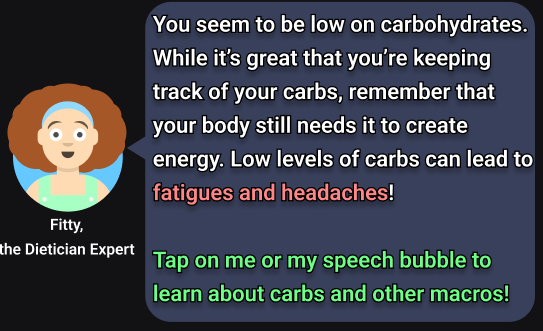 You seem to be low on carbohydrates.
While it’s great that you’re keeping
track of your carbs, remember that
your body still needs it to create
energy. Low levels of carbs can lead to
fatigues and headaches!
Tap on me or my speech bubble to
learn about carbs and other macros!
Fitty,
the Dietician Expert